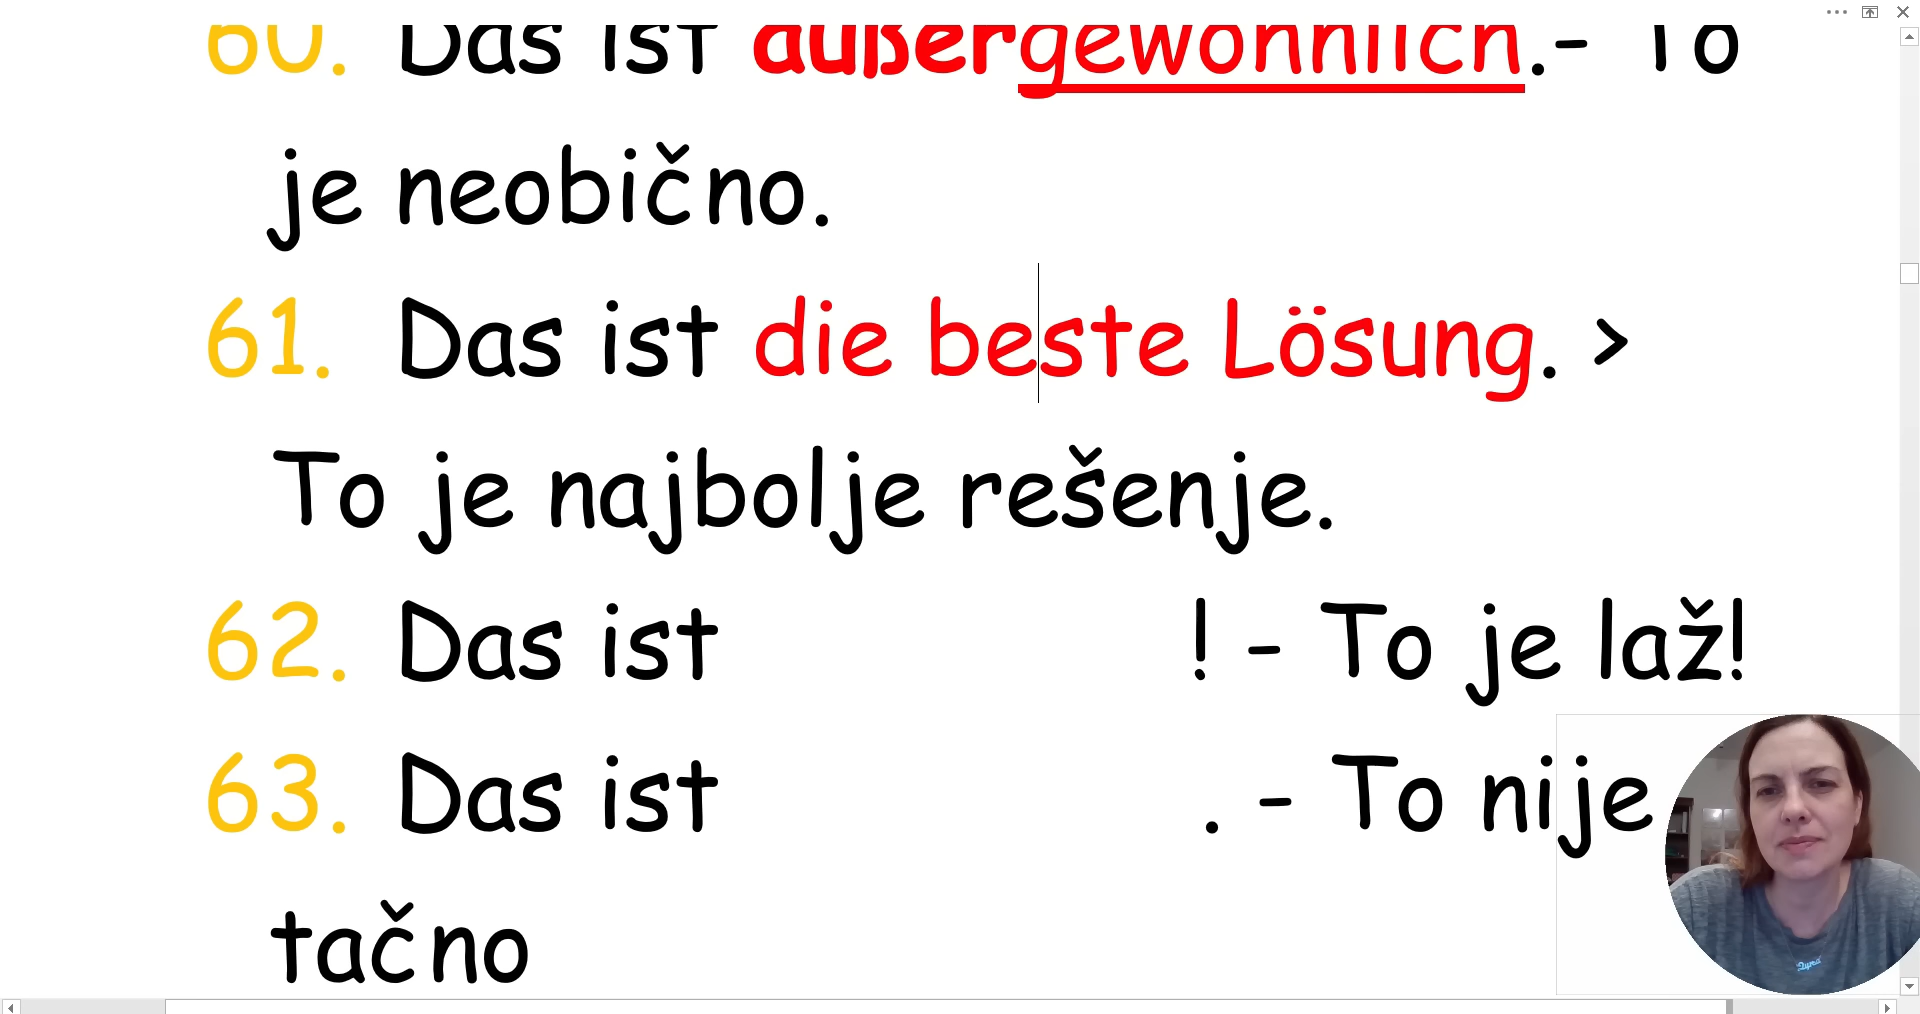 60. Das ist außergewöhnlich.- To
je neobično.
61. Das ist die beste Lösung. >
To je najbolje rešenje.
62. Das ist ! - To je laž!
63. Das ist . - To nije
tačno